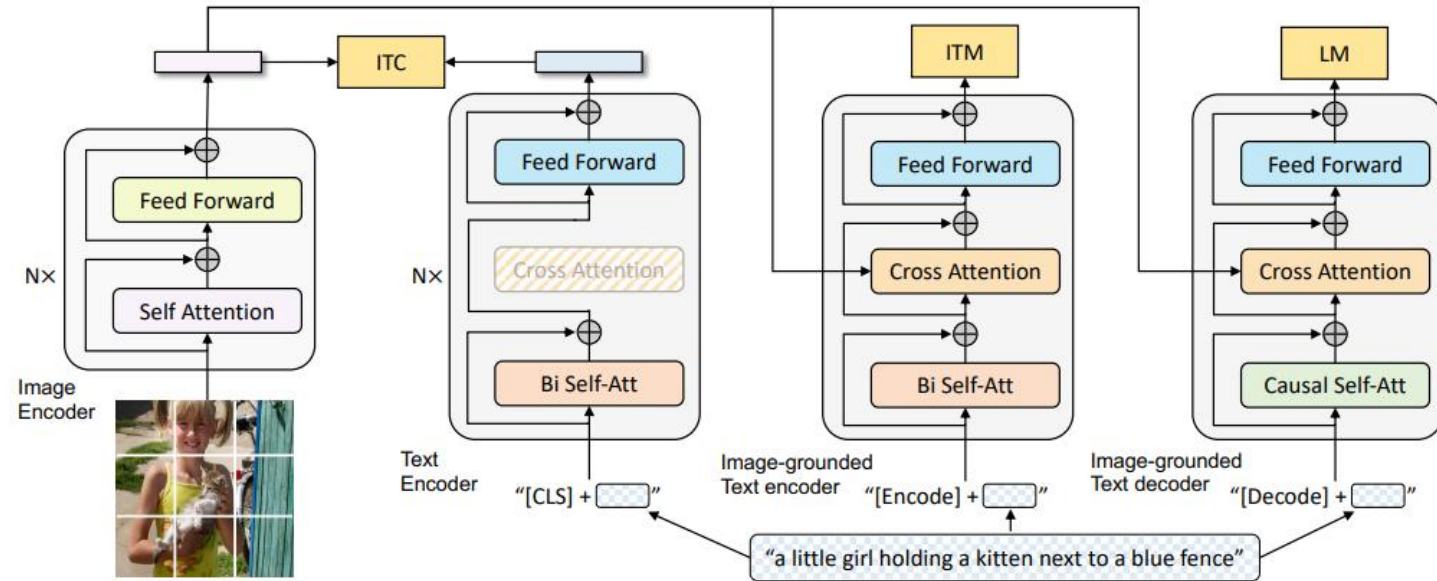 ITC
ITM
LM
Feed Forward
Self Attention
N×
Image
Encoder
Feed Forward
Cross Attention
Bi Self-Att
N×
Text
Encoder
"[CLS] + "
Feed Forward
Cross Attention
Bi Self-Att
Image-grounded
Text encoder
"[Encode] + "
Feed Forward
Cross Attention
Causal Self-Att
Image-grounded
Text decoder
"[Decode] + "
"a little girl holding a kitten next to a blue fence"